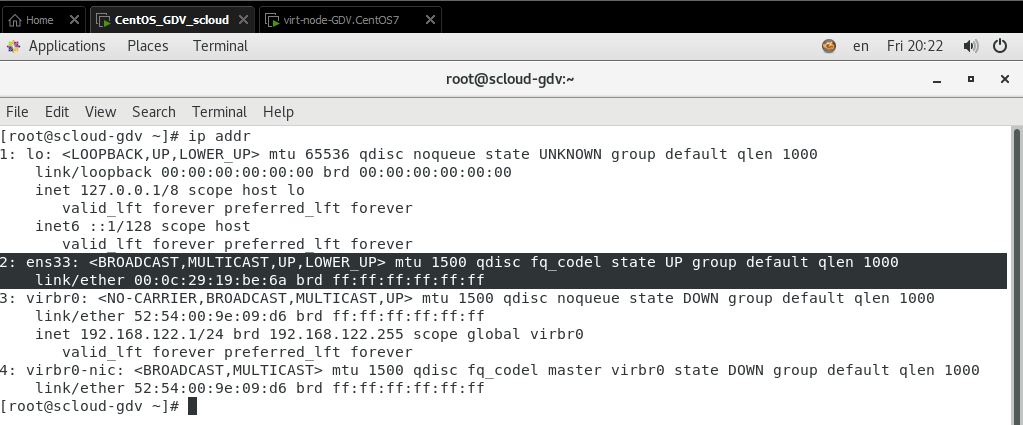 Home CentOS_GDV_scloud virt-node-GDV.CentOS7
Applications Places Terminal en Fri 20:22
root@scloud-gdv:~
File Edit View Search Terminal Help
[root@scloud-gdv ~]# ip addr
1: lo: <LOOPBACK,UP,LOWER_UP> mtu 65536 qdisc noqueue state UNKNOWN group default qlen 1000
    link/loopback 00:00:00:00:00:00 brd 00:00:00:00:00:00
    inet 127.0.0.1/8 scope host lo
       valid_lft forever preferred_lft forever
    inet6 ::1/128 scope host
       valid_lft forever preferred_lft forever
2: ens33: <BROADCAST,MULTICAST,UP,LOWER_UP> mtu 1500 qdisc fq_codel state UP group default qlen 1000
    link/ether 00:0c:29:19:be:6a brd ff:ff:ff:ff:ff:ff
3: virbr0: <NO-CARRIER,BROADCAST,MULTICAST,UP> mtu 1500 qdisc noqueue state DOWN group default qlen 1000
    link/ether 52:54:00:9e:09:d6 brd ff:ff:ff:ff:ff:ff
    inet 192.168.122.1/24 brd 192.168.122.255 scope global virbr0
       valid_lft forever preferred_lft forever
4: virbr0-nic: <BROADCAST,MULTICAST> mtu 1500 qdisc fq_codel master virbr0 state DOWN group default qlen 1000
    link/ether 52:54:00:9e:09:d6 brd ff:ff:ff:ff:ff:ff
[root@scloud-gdv ~]#